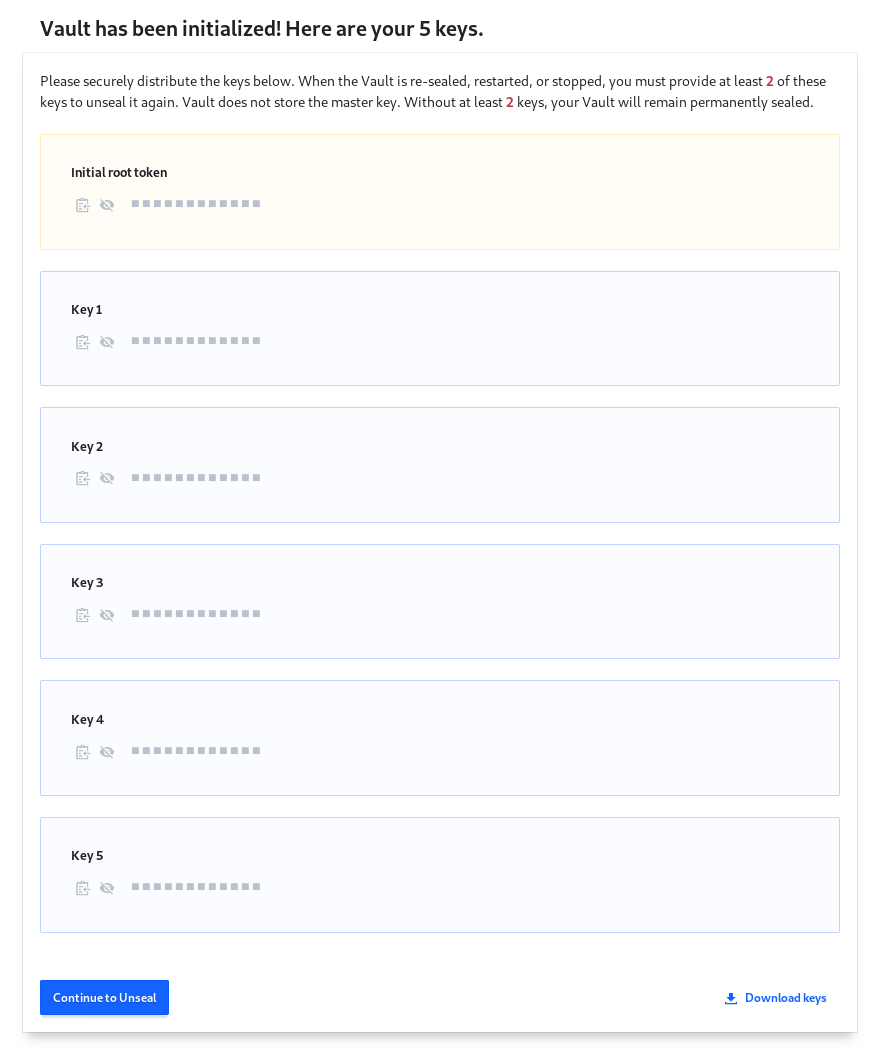 Vault has been initialized! Here are your 5 keys.
Please securely distribute the keys below. When the Vault is re-sealed, restarted, or stopped, you must provide at least 2 of these
keys to unseal it again. Vault does not store the master key. Without at least 2 keys, your Vault will remain permanently sealed.
Initial root token
■■■■■■■■■■■■
Key 1
■■■■■■■■■■■■
Key 2
■■■■■■■■■■■■
Key 3
■■■■■■■■■■■■
Key 4
■■■■■■■■■■■■
Key 5
■■■■■■■■■■■■
Continue to Unseal
Download keys